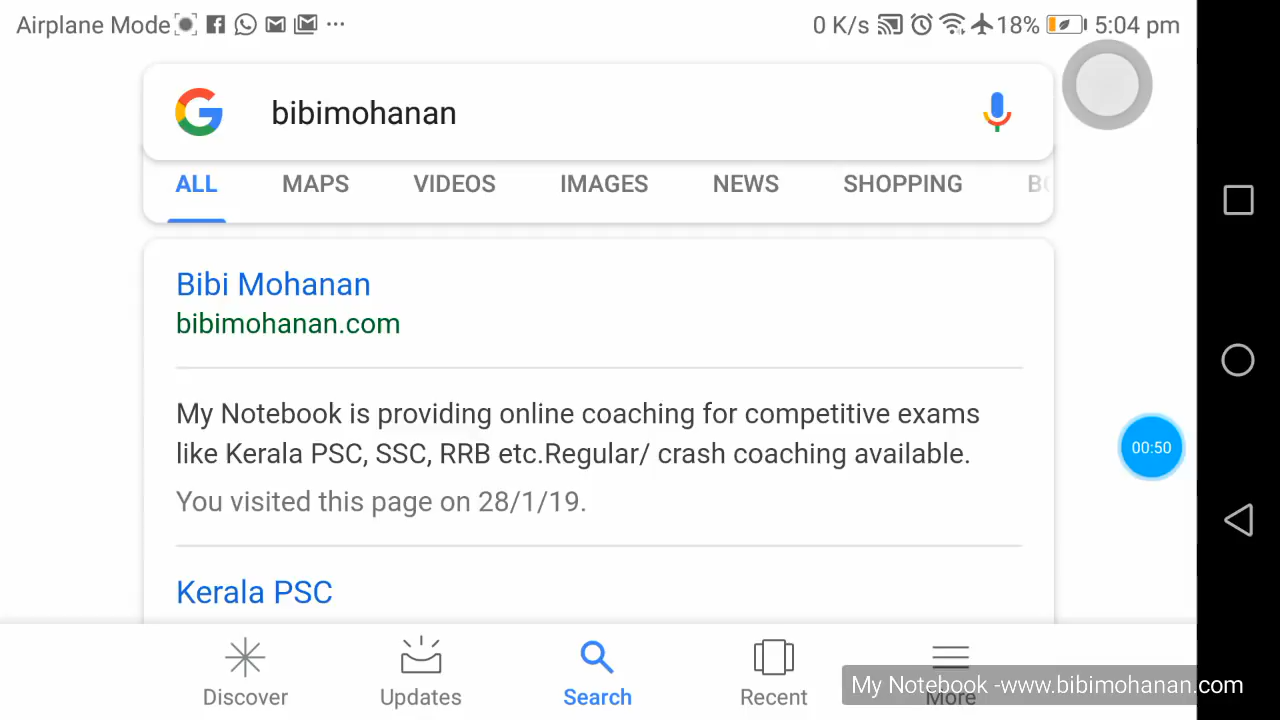 Airplane Mode ... 0 K/s 18% 5:04 pm
bibimohanan
ALL MAPS VIDEOS IMAGES NEWS SHOPPING
Bibi Mohanan
bibimohanan.com
My Notebook is providing online coaching for competitive exams
like Kerala PSC, SSC, RRB etc.Regular/ crash coaching available.
You visited this page on 28/1/19.
00:50
Kerala PSC
Discover Updates Search Recent More
My Notebook -www.bibimohanan.com